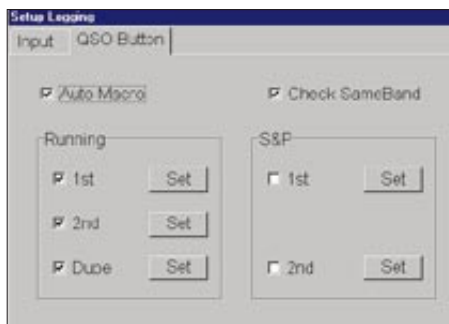 Setup Logging
Input QSO Button
Auto Macro Check SameBand
Running S&P
1st Set 1st Set
2nd Set
Dupe Set 2nd Set